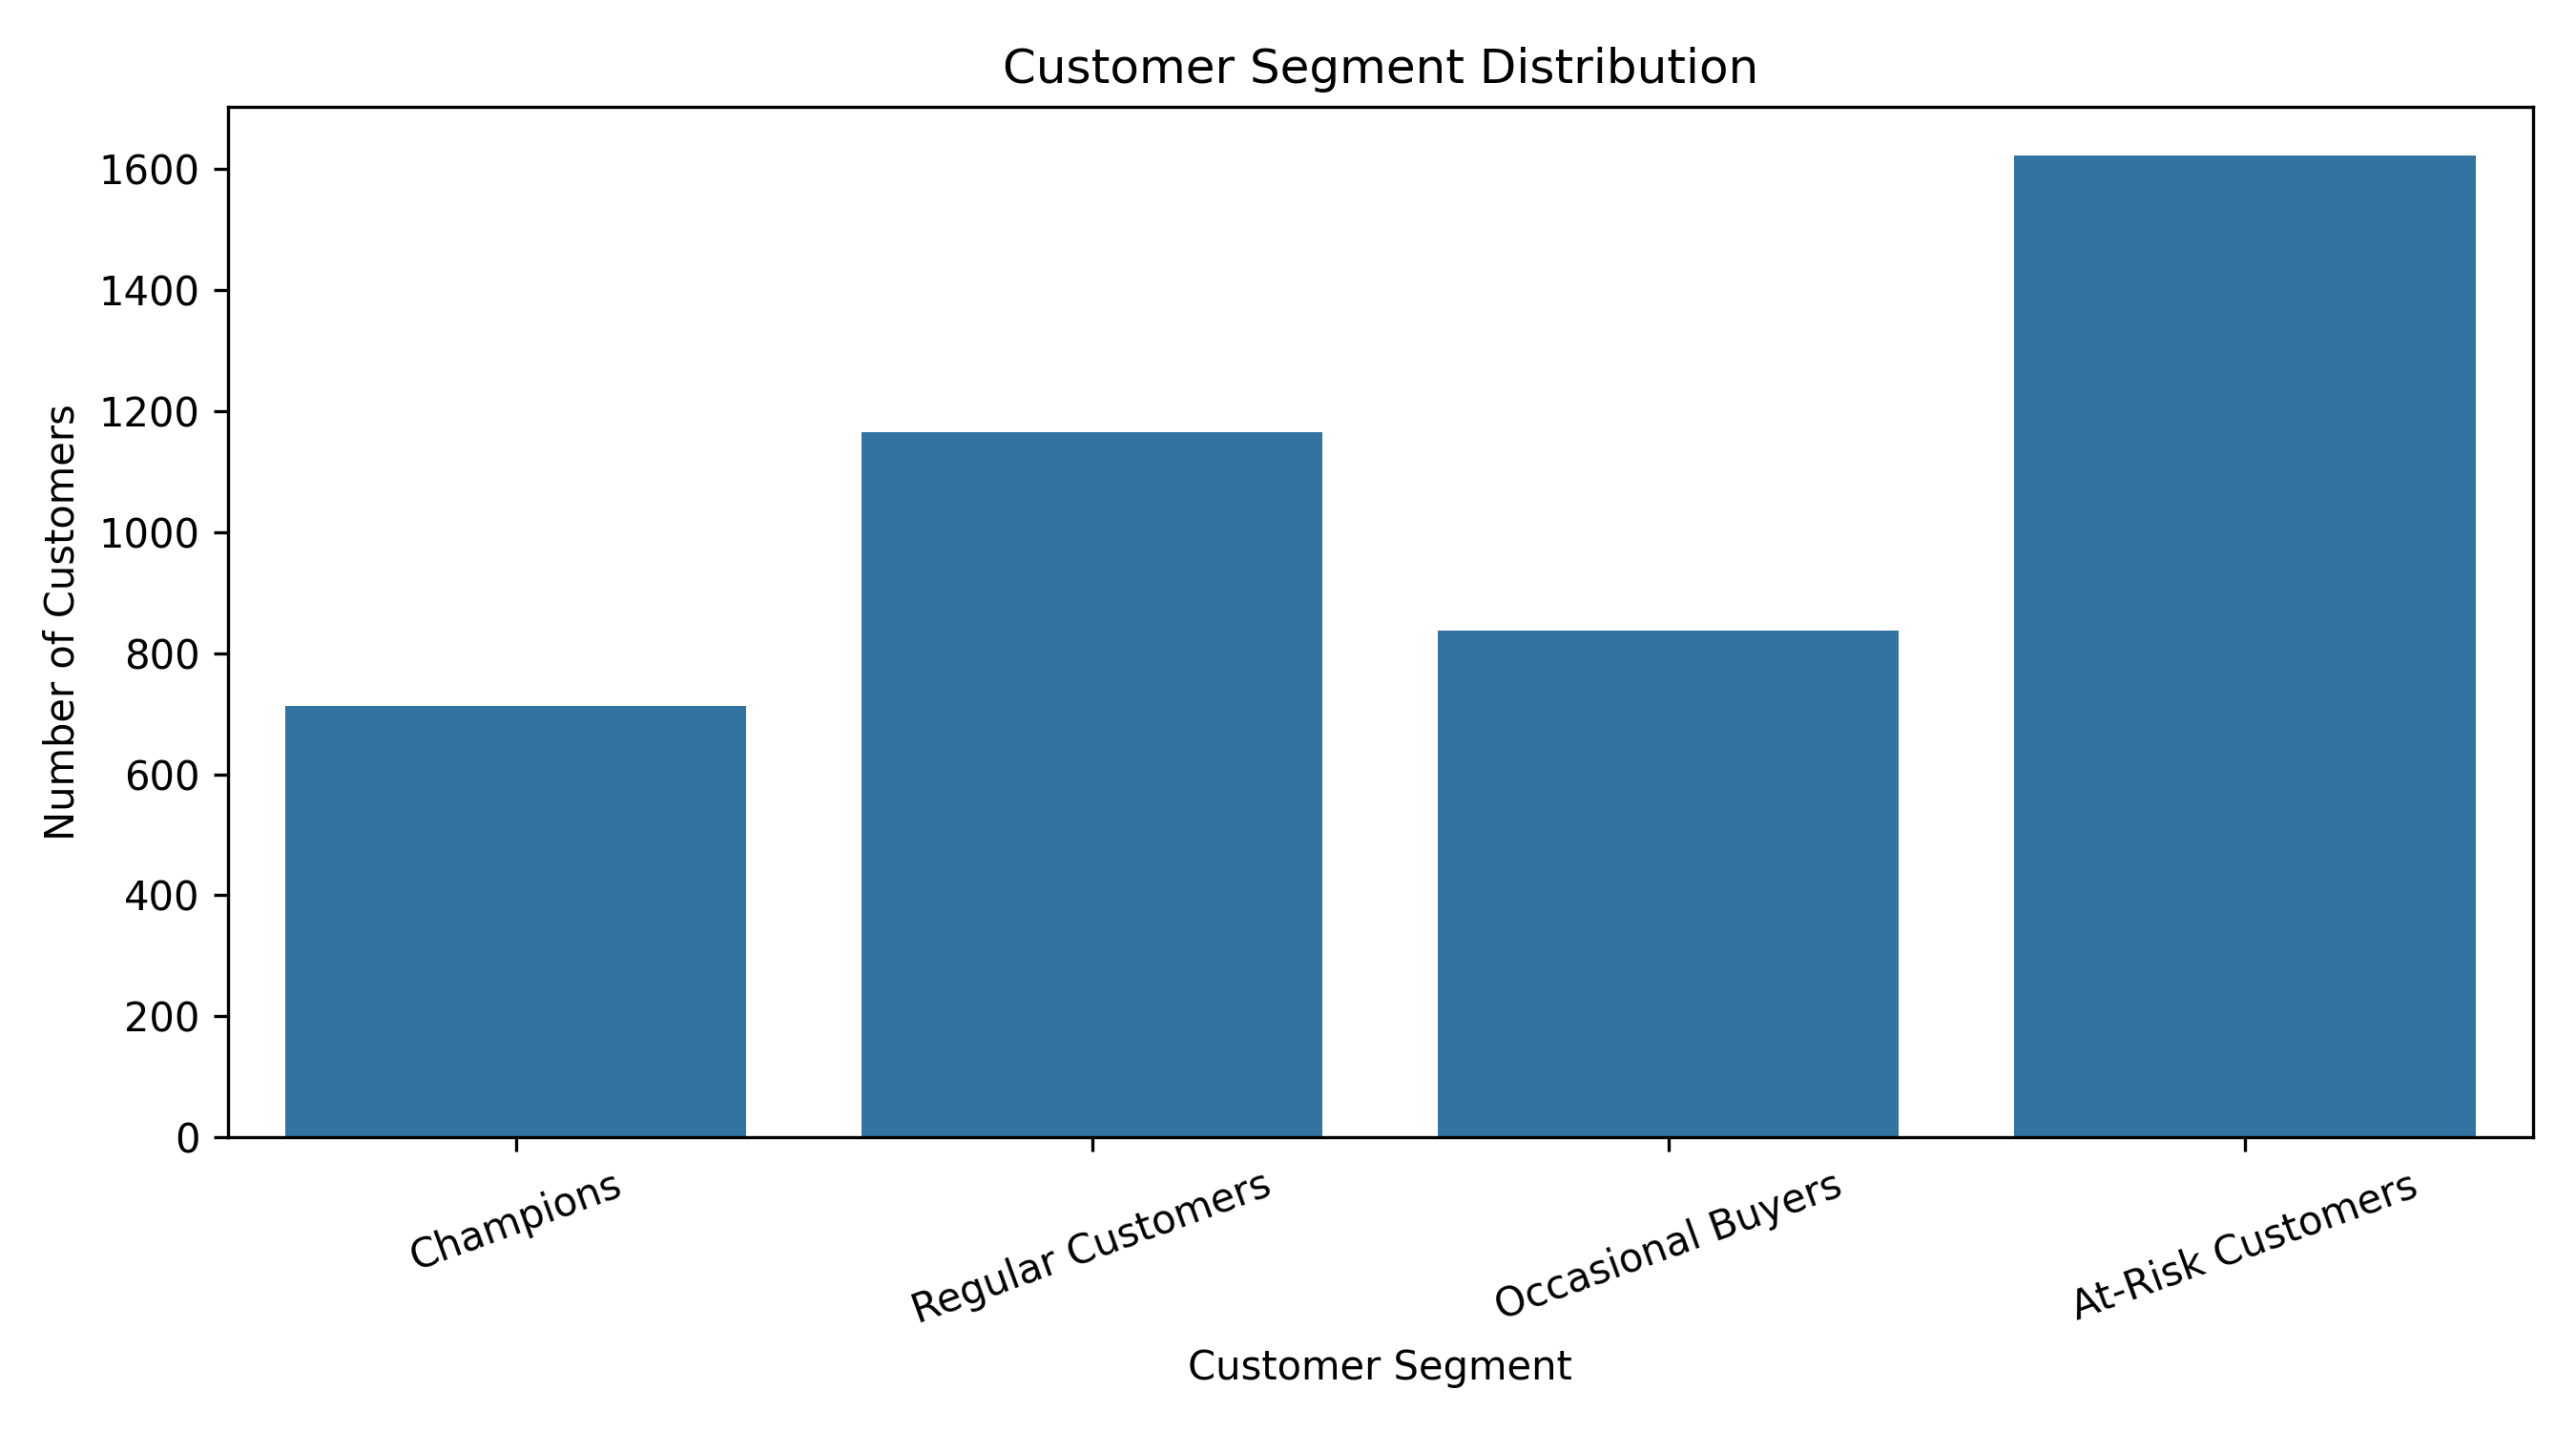 Customer Segment Distribution
Number of Customers
1600
1400
1200
1000
800
600
400
200
0
Champions
Regular Customers
Occasional Buyers
At-Risk Customers
Customer Segment